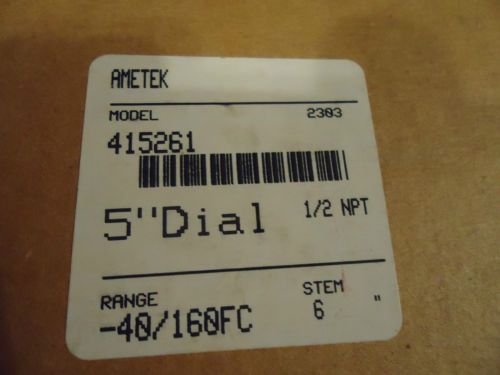 AMETEK
MODEL 2303
415261
5"Dial 1/2 NPT
RANGE STEM
-40/160FC 6 "